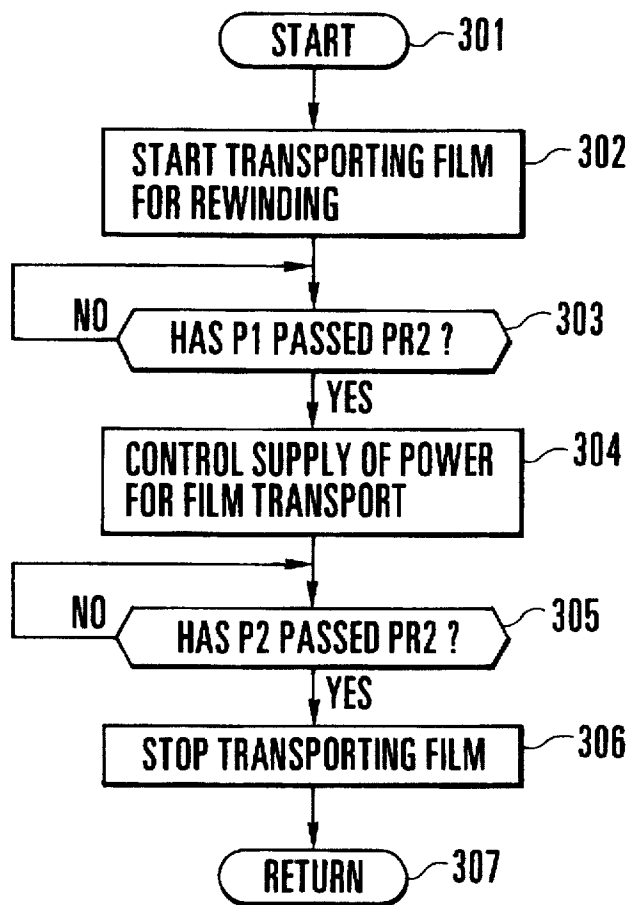 START
301
START TRANSPORTING FILM
FOR REWINDING
302
NO
HAS P1 PASSED PR2 ?
303
YES
CONTROL SUPPLY OF POWER
FOR FILM TRANSPORT
304
NO
HAS P2 PASSED PR2 ?
305
YES
STOP TRANSPORTING FILM
306
RETURN
307